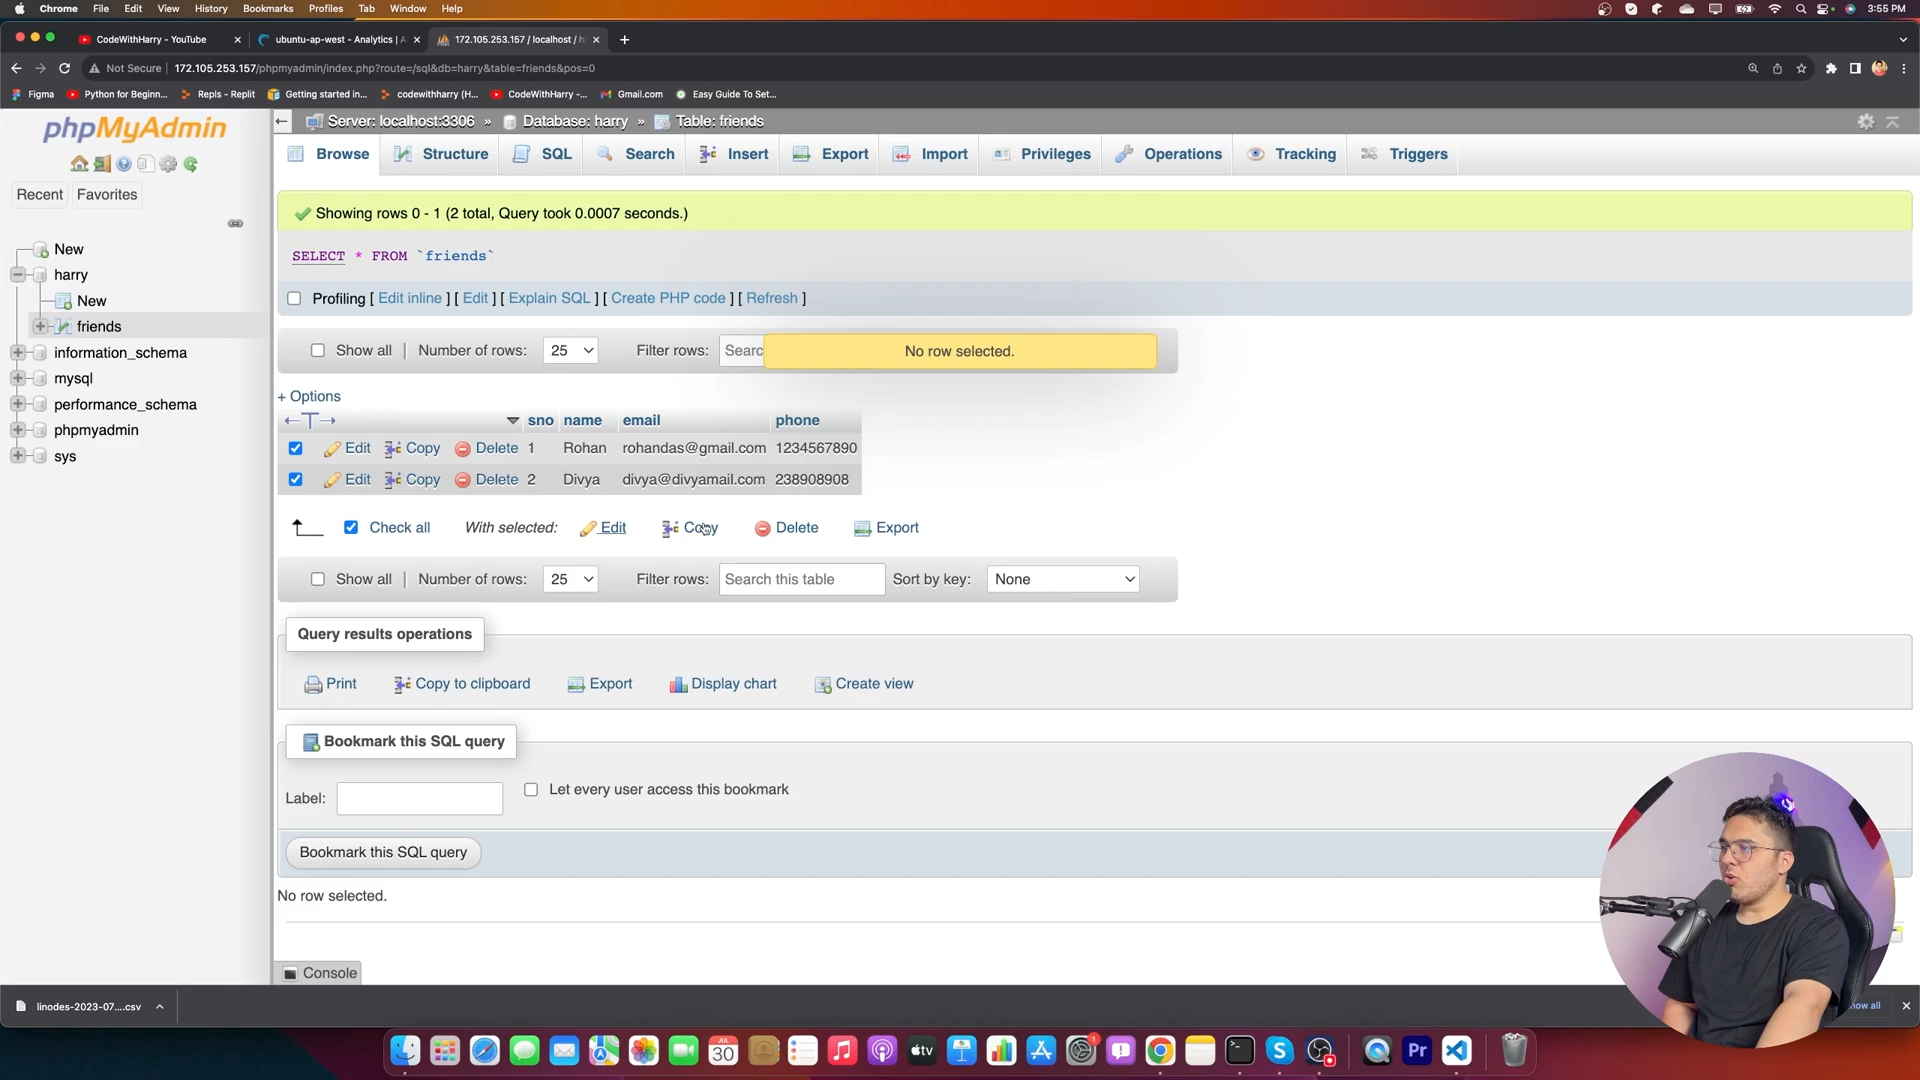 Chrome File Edit View History Bookmarks Profiles Tab Window Help 3:55 PM
CodeWithHarry - YouTube ubuntu-ap-west - Analytics | 172.105.253.157 / localhost / h
Not Secure 172.105.253.157/phpmyadmin/index.php?route=/sql&db=harry&table=friends&pos=0
Figma Python for Beginn... Repls - Replit Getting started in... codewithharry (H... CodeWithHarry -... Gmail.com Easy Guide To Set...
phpMyAdmin
Recent Favorites
New
harry
New
friends
information_schema
mysql
performance_schema
phpmyadmin
sys
Server: localhost:3306 » Database: harry » Table: friends
Browse Structure SQL Search Insert Export Import Privileges Operations Tracking Triggers
Showing rows 0 - 1 (2 total, Query took 0.0007 seconds.)
SELECT * FROM `friends`
Profiling [ Edit inline ] [ Edit ] [ Explain SQL ] [ Create PHP code ] [ Refresh ]
Show all | Number of rows: 25 Filter rows: Searc No row selected.
+ Options
←T→ sno name email phone
Edit Copy Delete 1 Rohan rohandas@gmail.com 1234567890
Edit Copy Delete 2 Divya divya@divyamail.com 238908908
Check all With selected: Edit Copy Delete Export
Show all | Number of rows: 25 Filter rows: Search this table Sort by key: None
Query results operations
Print Copy to clipboard Export Display chart Create view
Bookmark this SQL query
Label: Let every user access this bookmark
Bookmark this SQL query
No row selected.
Console
linodes-2023-07....csv
JUL
30
tv
1
S
Pr